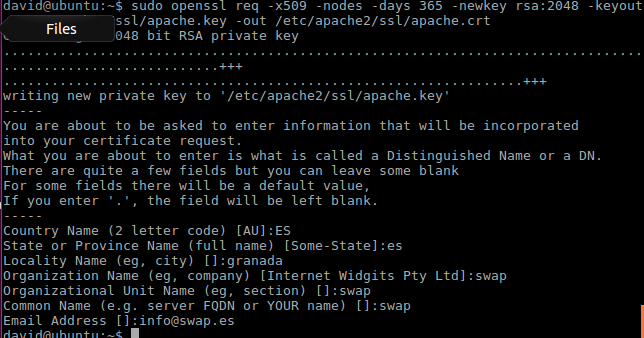 david@ubuntu:~$ sudo openssl req -x509 -nodes -days 365 -newkey rsa:2048 -keyout
ssl/apache.key -out /etc/apache2/ssl/apache.crt
Files
048 bit RSA private key
................................................................................
............................+++
.....................................................................+++
writing new private key to '/etc/apache2/ssl/apache.key'
-----
You are about to be asked to enter information that will be incorporated
into your certificate request.
What you are about to enter is what is called a Distinguished Name or a DN.
There are quite a few fields but you can leave some blank
For some fields there will be a default value,
If you enter '.', the field will be left blank.
-----
Country Name (2 letter code) [AU]:ES
State or Province Name (full name) [Some-State]:es
Locality Name (eg, city) []:granada
Organization Name (eg, company) [Internet Widgits Pty Ltd]:swap
Organizational Unit Name (eg, section) []:swap
Common Name (e.g. server FQDN or YOUR name) []:swap
Email Address []:info@swap.es
david@ubuntu:~$